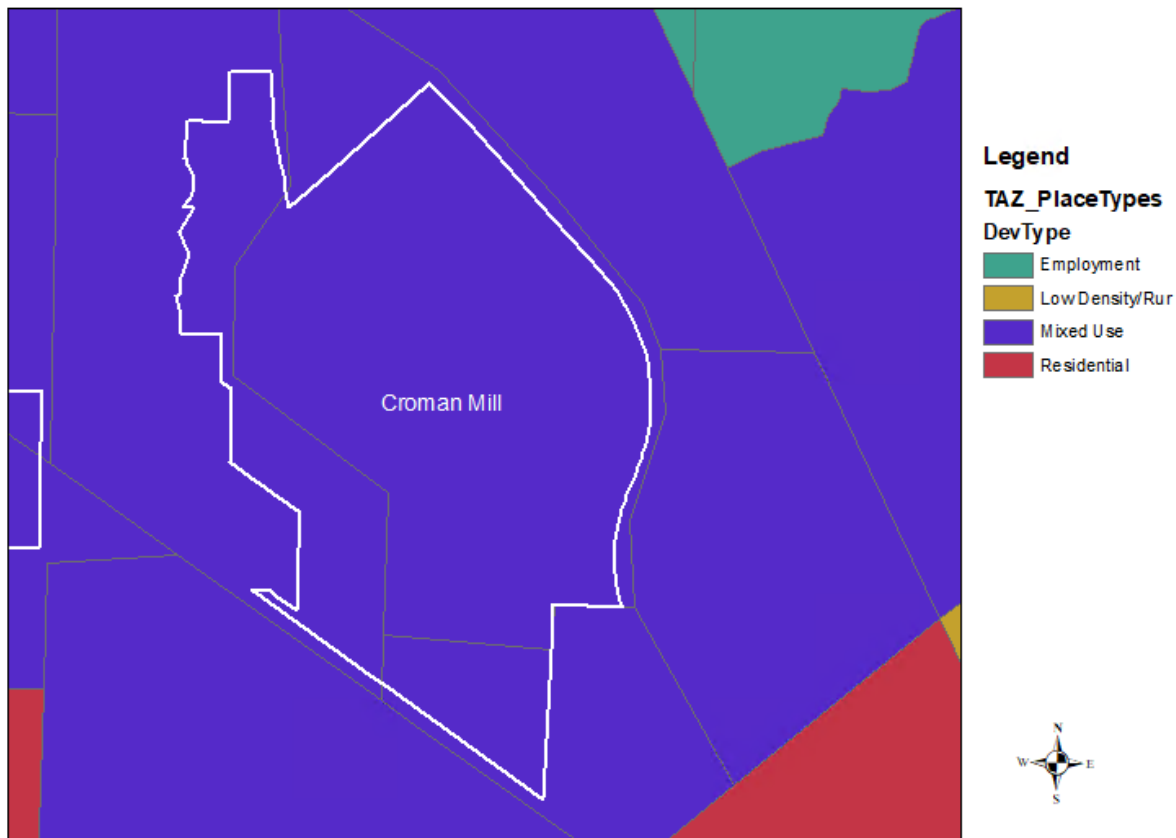 Croman Mill
Legend
TAZ_PlaceTypes
DevType
Employment
Low Density/Rur
Mixed Use
Residential
N
W E
S